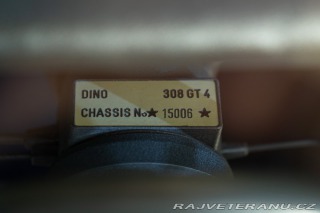 DINO 308 GT 4
CHASSIS No★ 15006 ★
RAJVETERANU.CZ